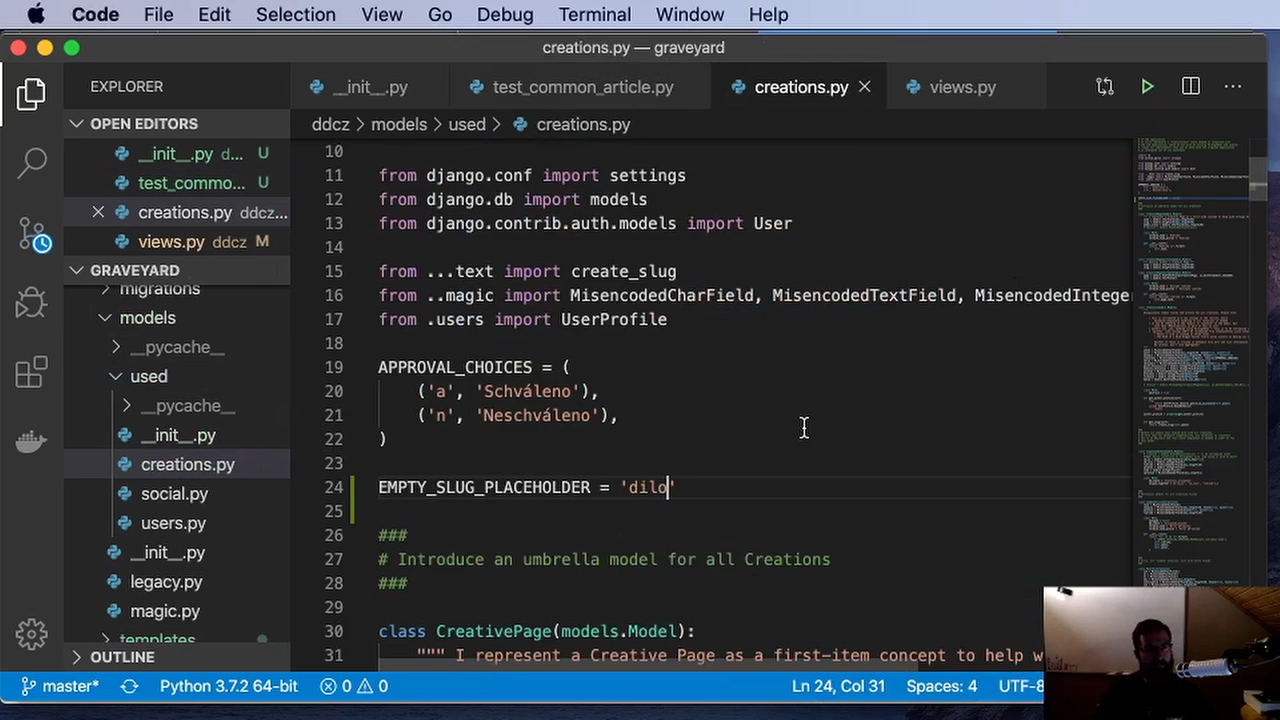 Code File Edit Selection View Go Debug Terminal Window Help
creations.py — graveyard
EXPLORER
__init__.py test_common_article.py creations.py views.py
OPEN EDITORS
__init__.py d... U
test_commo... U
creations.py ddcz...
views.py ddcz M
GRAVEYARD
migrations
models
__pycache__
used
__pycache__
__init__.py
creations.py
social.py
users.py
__init__.py
legacy.py
magic.py
templates
OUTLINE
ddcz > models > used > creations.py
10
11 from django.conf import settings
12 from django.db import models
13 from django.contrib.auth.models import User
14
15 from ...text import create_slug
16 from ..magic import MisencodedCharField, MisencodedTextField, MisencodedInteger
17 from .users import UserProfile
18
19 APPROVAL_CHOICES = (
20 ('a', 'Schváleno'),
21 ('n', 'Neschváleno'),
22 )
23
24 EMPTY_SLUG_PLACEHOLDER = 'dilo'
25
26 ###
27 # Introduce an umbrella model for all Creations
28 ###
29
30 class CreativePage(models.Model):
31 """ I represent a Creative Page as a first-item concept to help w
master* Python 3.7.2 64-bit 0 0 Ln 24, Col 31 Spaces: 4 UTF-8